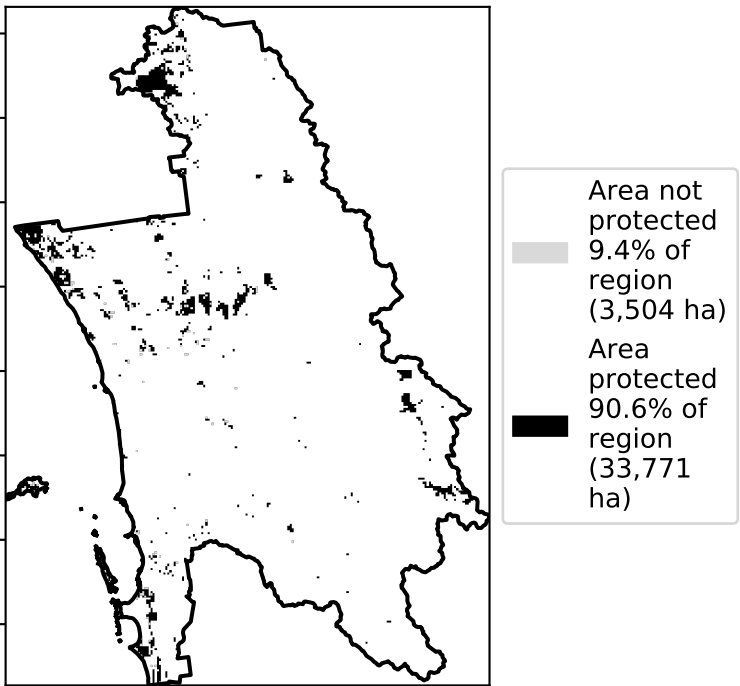 Area not
protected
9.4% of
region
(3,504 ha)
Area
protected
90.6% of
region
(33,771
ha)